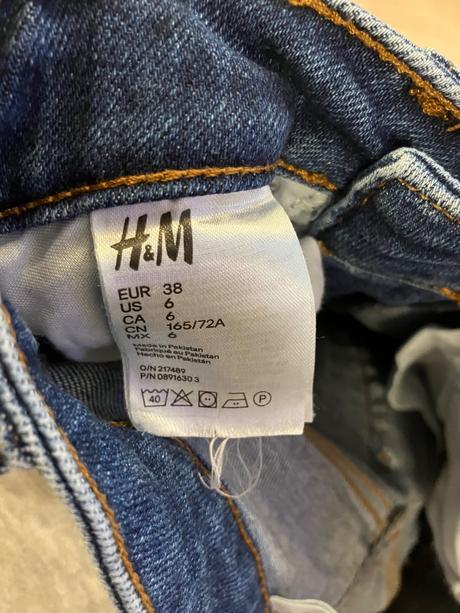 H&M
EUR 38
US 6
CA 6
CN 165/72A
MX 6
Made in Pakistan
Fabriqué au Pakistan
Hecho en Pakistán
O/N 217489
P/N 0891630 3
40 P